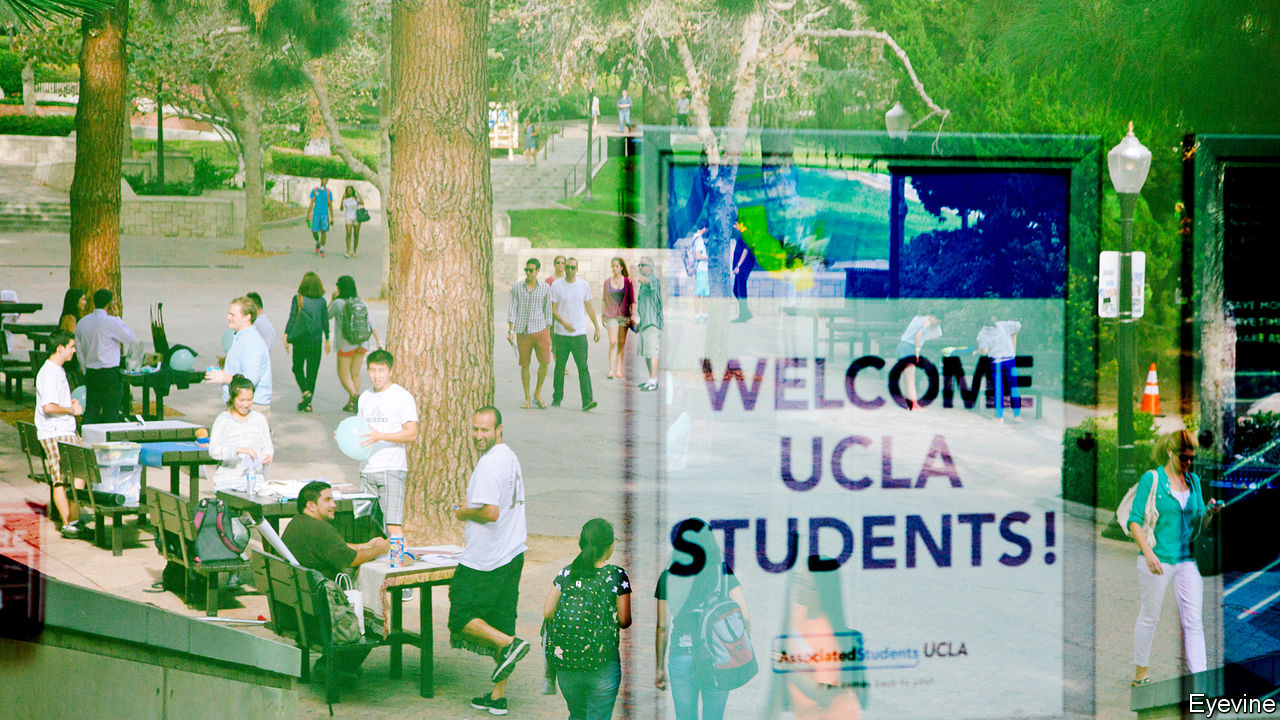 WELCOME
UCLA
STUDENTS!
AssociatedStudents UCLA
Eyevine